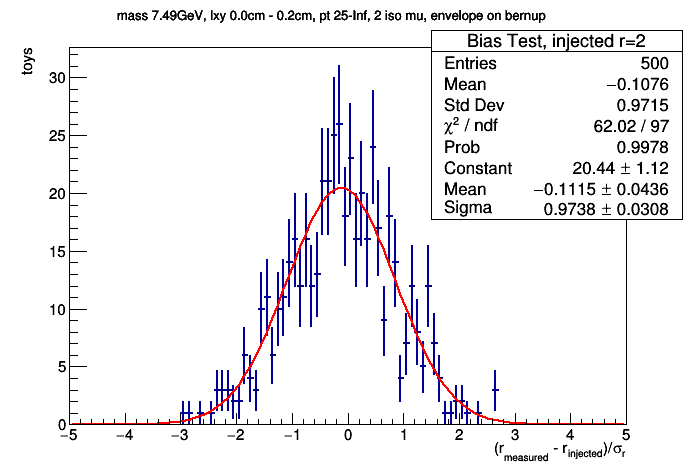 mass 7.49GeV, lxy 0.0cm - 0.2cm, pt 25-Inf, 2 iso mu, envelope on bernup
toys
Bias Test, injected r=2
Entries 500
Mean −0.1076
Std Dev 0.9715
χ² / ndf 62.02 / 97
Prob 0.9978
Constant 20.44 ± 1.12
Mean −0.1115 ± 0.0436
Sigma 0.9738 ± 0.0308
30
25
20
15
10
5
0
−5 −4 −3 −2 −1 0 1 2 3 4 5
(r_measured - r_injected)/σ_r